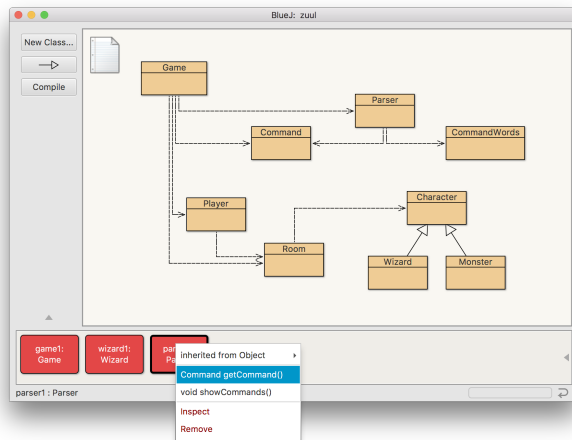 BlueJ: zuul
New Class...
Compile
Game
Parser
Command
CommandWords
Player
Character
Room
Wizard
Monster
game1:
Game
wizard1:
Wizard
inherited from Object
Command getCommand()
void showCommands()
Inspect
Remove
parser1 : Parser